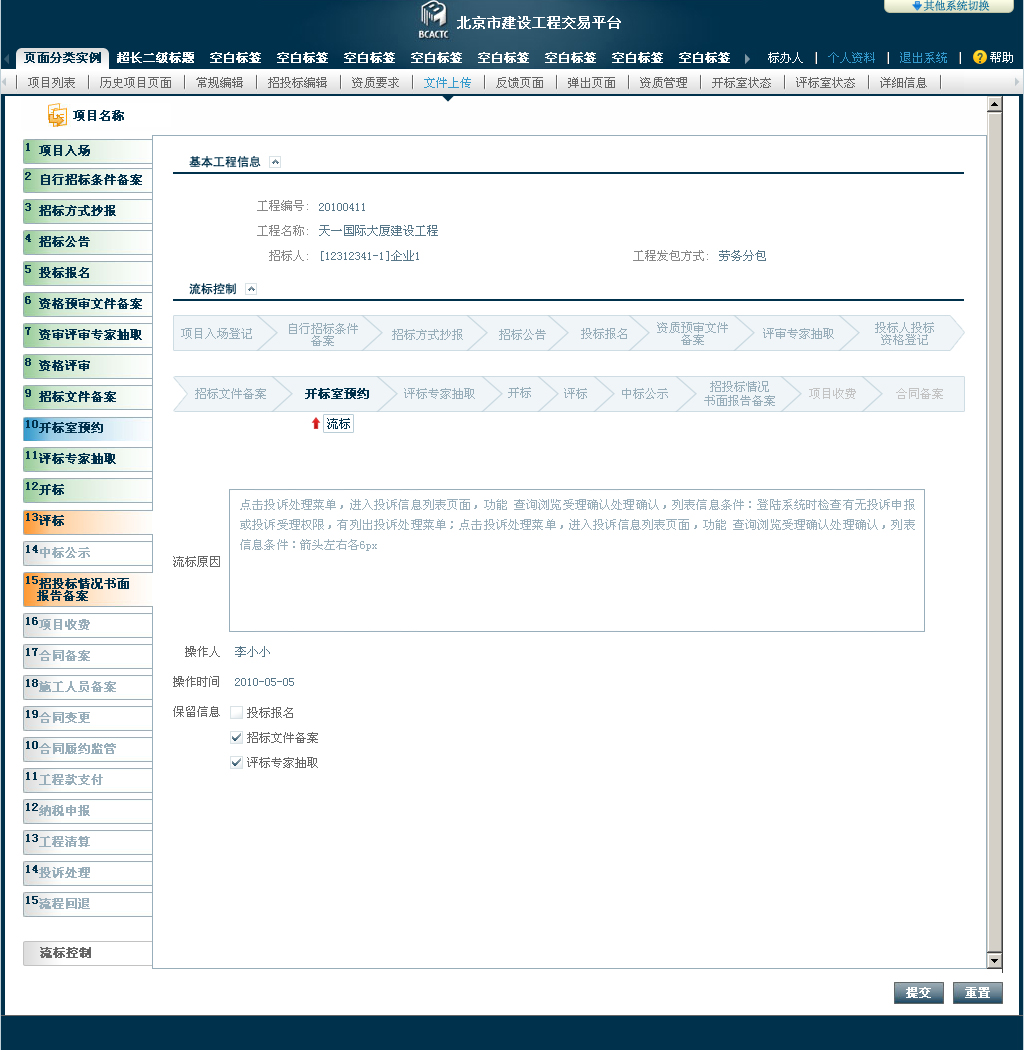 其他系统切换
BCACTC
北京市建设工程交易平台
页面分类实例 超长二级标题 空白标签 空白标签 空白标签 空白标签 空白标签 空白标签 空白标签 空白标签 标办人 | 个人资料 | 退出系统 | ? 帮助
项目列表 | 历史项目页面 | 常规编辑 | 招投标编辑 | 资质要求 | 文件上传 | 反馈页面 | 弹出页面 | 资质管理 | 开标室状态 | 评标室状态 | 详细信息
项目名称
1 项目入场
2 自行招标条件备案
3 招标方式抄报
4 招标公告
5 投标报名
6 资格预审文件备案
7 资审评审专家抽取
8 资格评审
9 招标文件备案
10 开标室预约
11 评标专家抽取
12 开标
13 评标
14 中标公示
15 招投标情况书面
报告备案
16 项目收费
17 合同备案
18 施工人员备案
19 合同变更
10 合同履约监管
11 工程款支付
12 纳税申报
13 工程清算
14 投诉处理
15 流程回退
流标控制
基本工程信息
工程编号: 20100411
工程名称: 天一国际大厦建设工程
招标人: [12312341-1]企业1 工程发包方式: 劳务分包
流标控制
项目入场登记 自行招标条件
备案 招标方式抄报 招标公告 投标报名 资质预审文件
备案 评审专家抽取 投标人投标
资格登记
招标文件备案 开标室预约 评标专家抽取 开标 评标 中标公示 招投标情况
书面报告备案 项目收费 合同备案
流标
流标原因
点击投诉处理菜单，进入投诉信息列表页面，功能 查询浏览受理确认处理确认，列表信息条件：登陆系统时检查有无投诉申报
或投诉受理权限，有列出投诉处理菜单；点击投诉处理菜单，进入投诉信息列表页面，功能 查询浏览受理确认处理确认，列表
信息条件：箭头左右各6px
操作人 李小小
操作时间 2010-05-05
保留信息 投标报名
招标文件备案
评标专家抽取
提交 重置